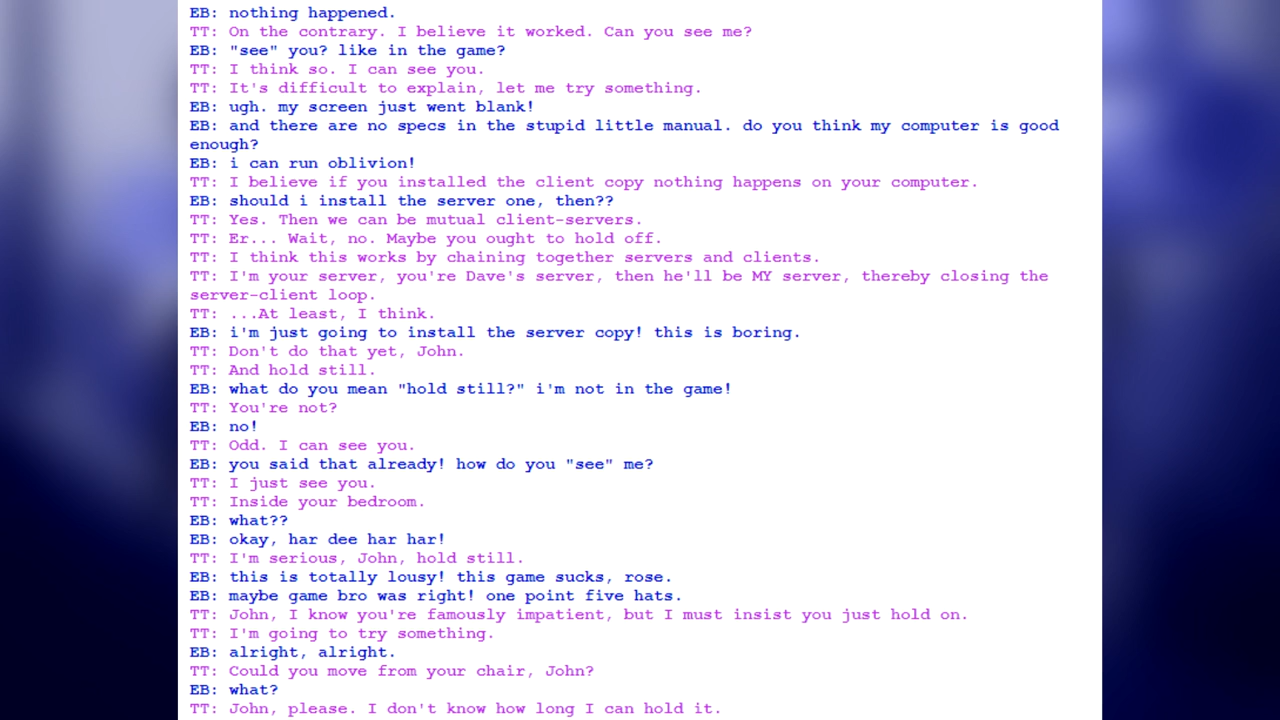 EB: nothing happened.
TT: On the contrary. I believe it worked. Can you see me?
EB: "see" you? like in the game?
TT: I think so. I can see you.
TT: It's difficult to explain, let me try something.
EB: ugh. my screen just went blank!
EB: and there are no specs in the stupid little manual. do you think my computer is good
enough?
EB: i can run oblivion!
TT: I believe if you installed the client copy nothing happens on your computer.
EB: should i install the server one, then??
TT: Yes. Then we can be mutual client-servers.
TT: Er... Wait, no. Maybe you ought to hold off.
TT: I think this works by chaining together servers and clients.
TT: I'm your server, you're Dave's server, then he'll be MY server, thereby closing the
server-client loop.
TT: ...At least, I think.
EB: i'm just going to install the server copy! this is boring.
TT: Don't do that yet, John.
TT: And hold still.
EB: what do you mean "hold still?" i'm not in the game!
TT: You're not?
EB: no!
TT: Odd. I can see you.
EB: you said that already! how do you "see" me?
TT: I just see you.
TT: Inside your bedroom.
EB: what??
EB: okay, har dee har har!
TT: I'm serious, John, hold still.
EB: this is totally lousy! this game sucks, rose.
EB: maybe game bro was right! one point five hats.
TT: John, I know you're famously impatient, but I must insist you just hold on.
TT: I'm going to try something.
EB: alright, alright.
TT: Could you move from your chair, John?
EB: what?
TT: John, please. I don't know how long I can hold it.